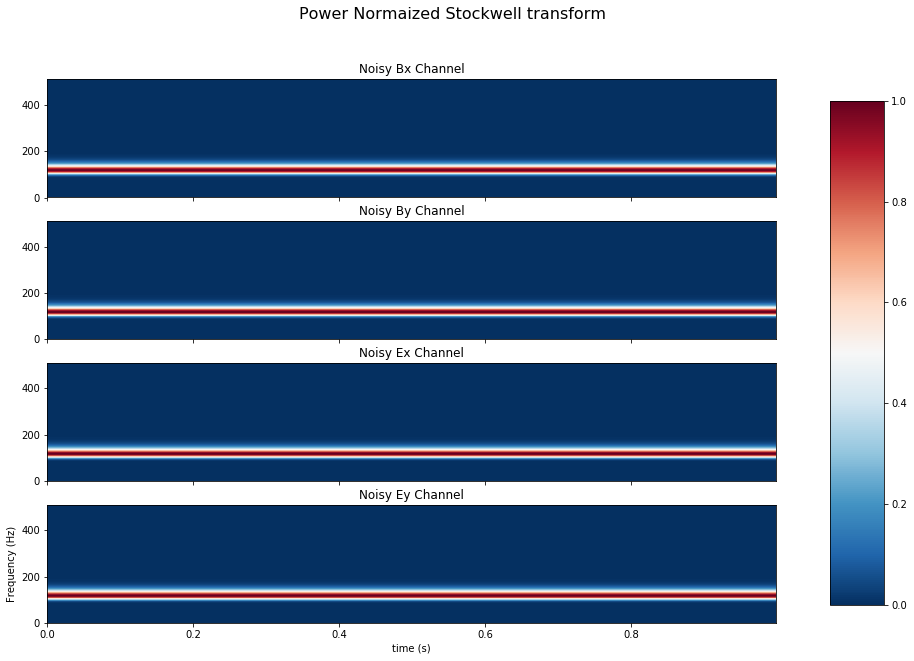 Power Normaized Stockwell transform
Noisy Bx Channel
400
200
0
Noisy By Channel
400
200
0
Noisy Ex Channel
400
200
0
Noisy Ey Channel
400
200
0
Frequency (Hz)
0.0 0.2 0.4 0.6 0.8
time (s)
1.0
0.8
0.6
0.4
0.2
0.0